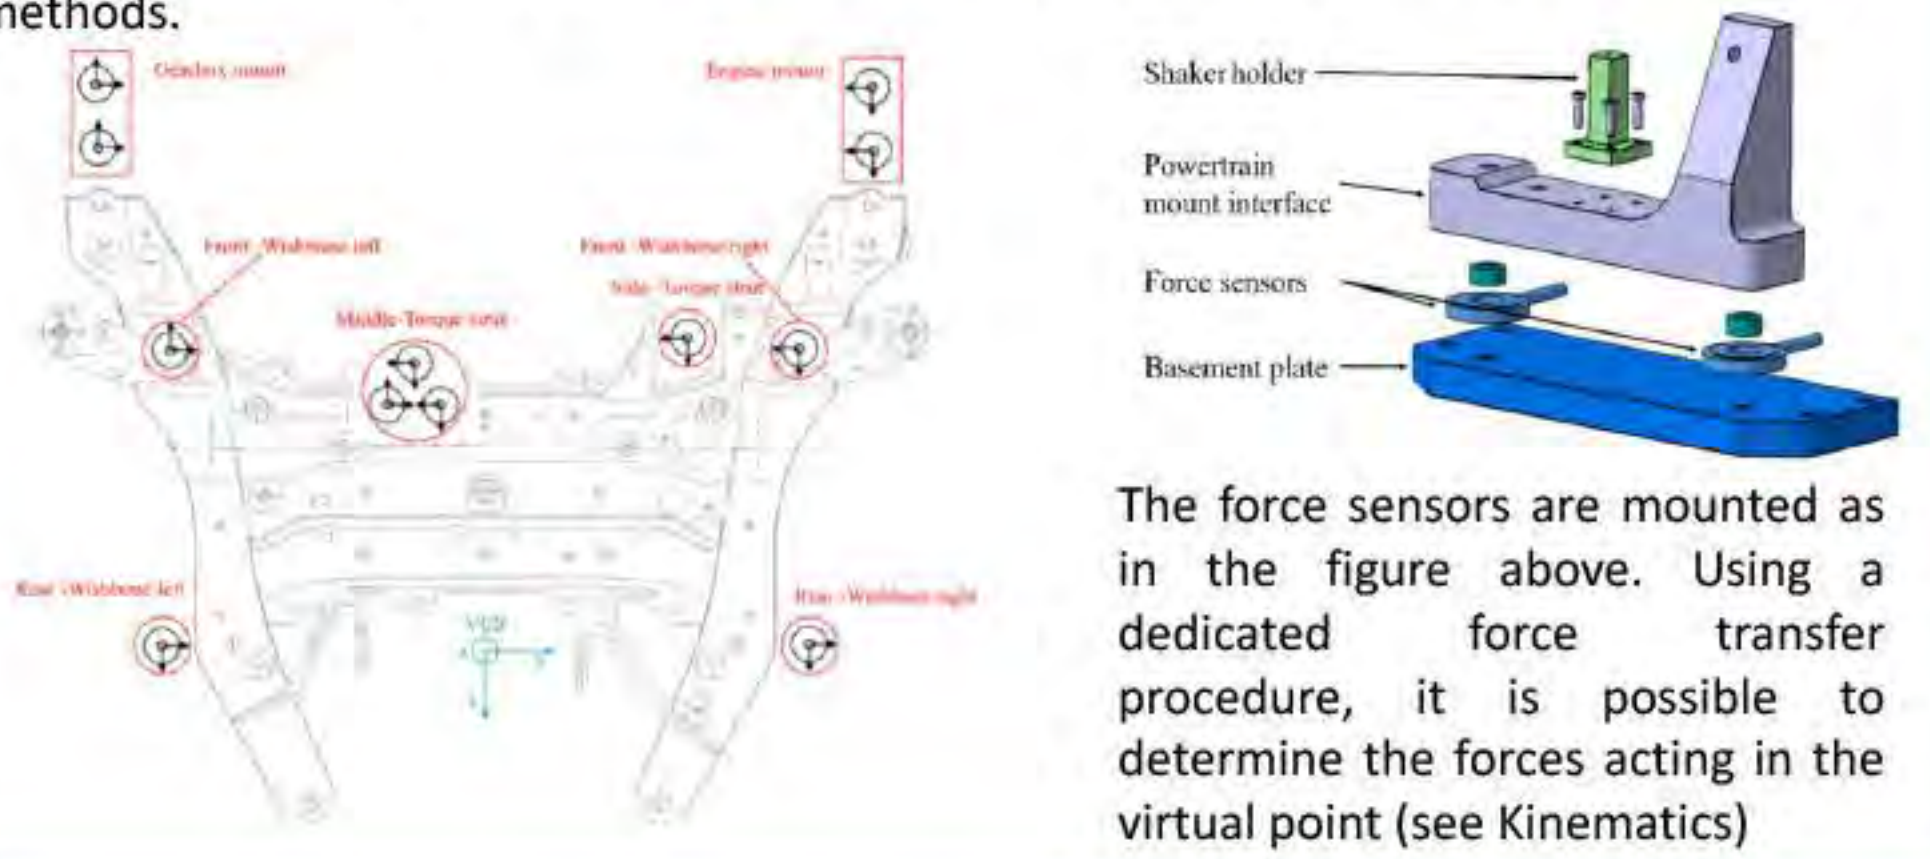 methods.
Gearbox mount
Engine mount
Front -Wishbone left
Front -Wishbone right
Side-Torque strut
Middle-Torque strut
Rear -Wishbone left
Rear -Wishbone right
Shaker holder
Powertrain
mount interface
Force sensors
Basement plate
The force sensors are mounted as
in the figure above. Using a
dedicated force transfer
procedure, it is possible to
determine the forces acting in the
virtual point (see Kinematics)